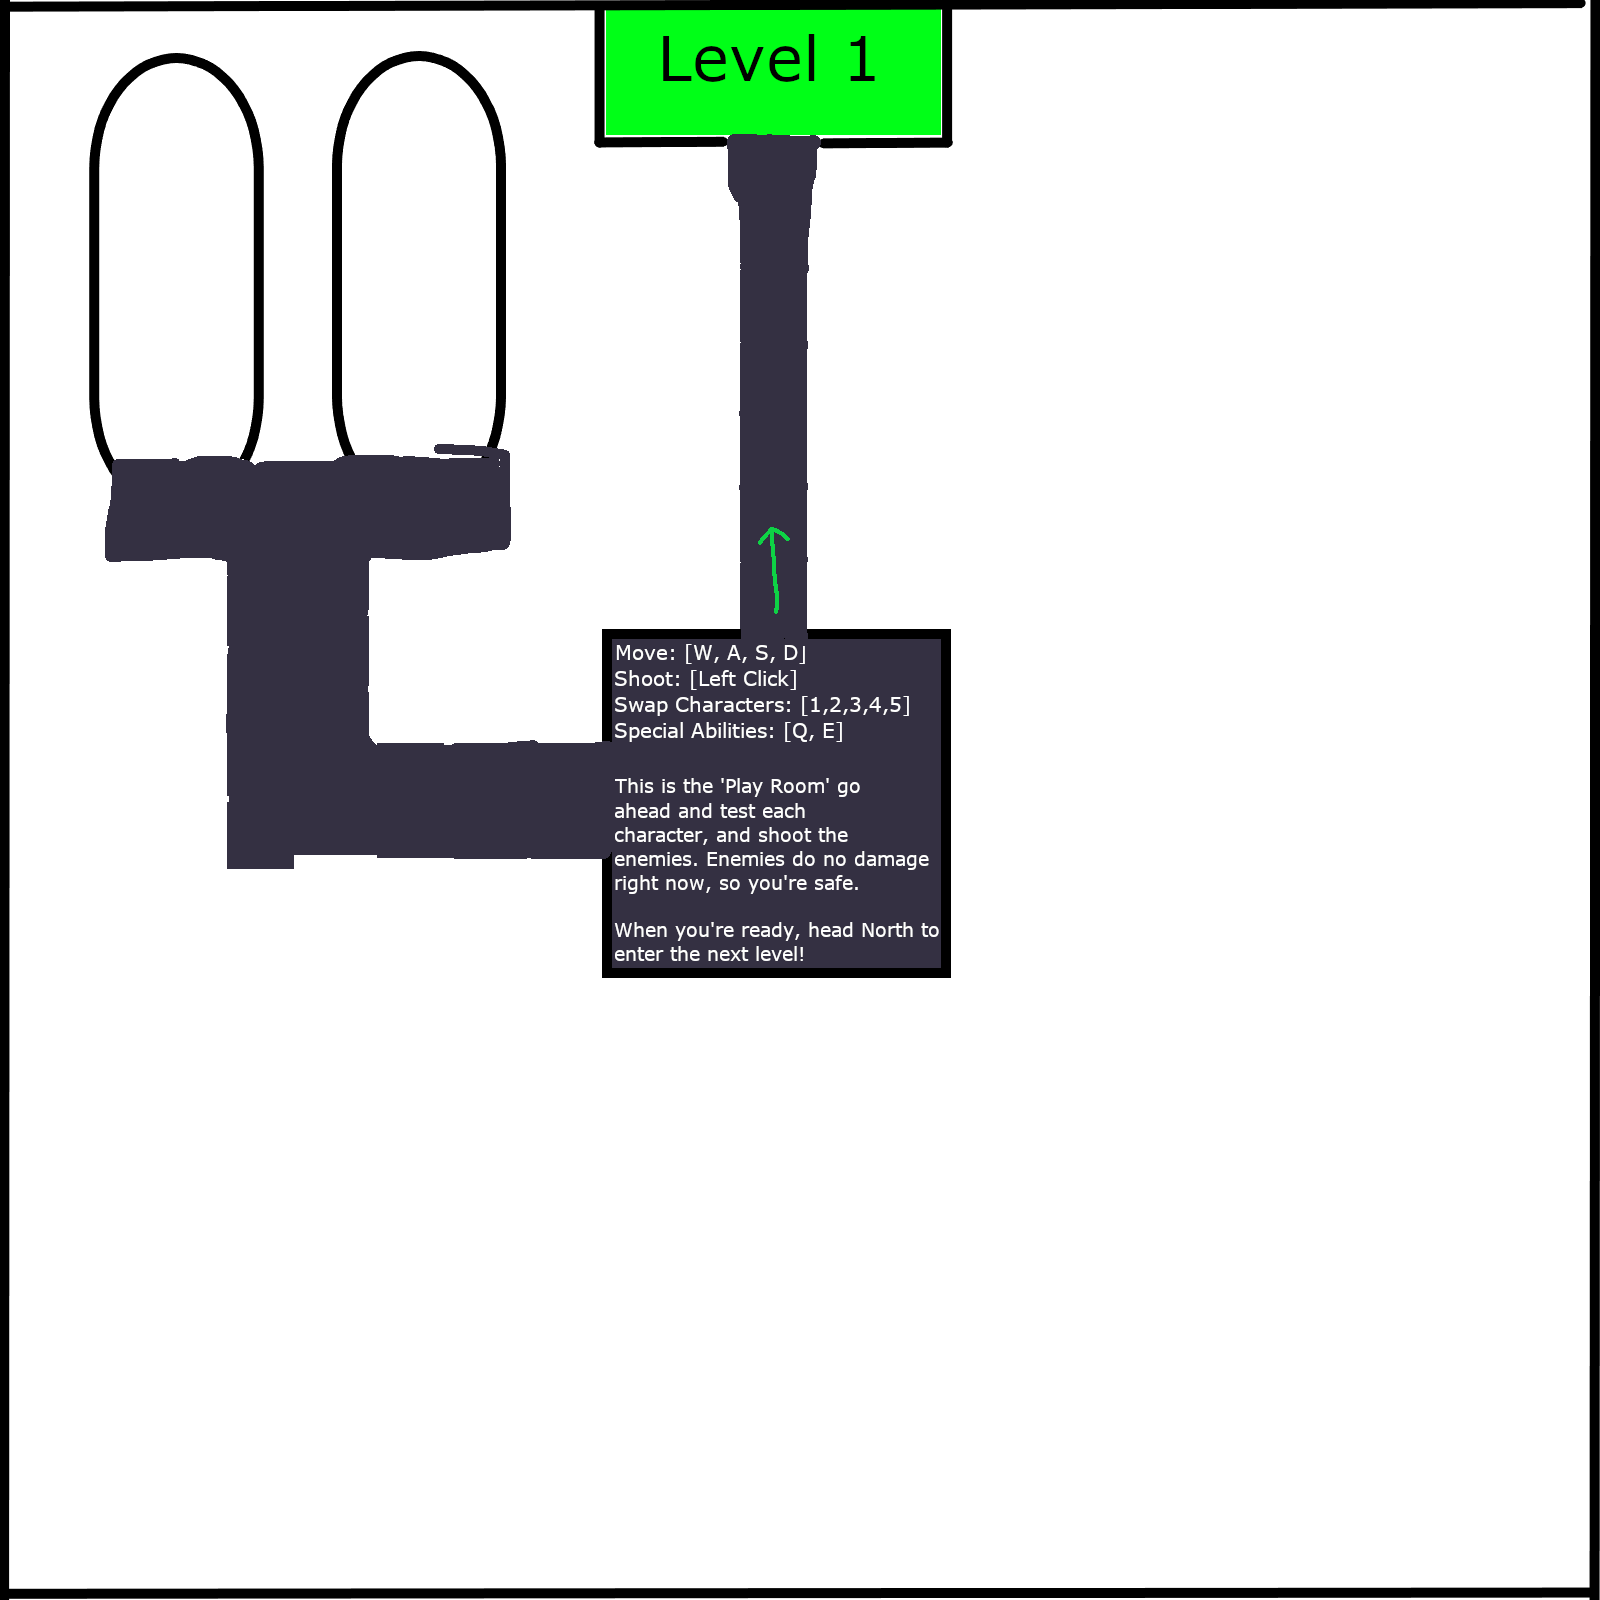 Level 1
Move: [W, A, S, D]
Shoot: [Left Click]
Swap Characters: [1,2,3,4,5]
Special Abilities: [Q, E]
This is the 'Play Room' go
ahead and test each
character, and shoot the
enemies. Enemies do no damage
right now, so you're safe.
When you're ready, head North to
enter the next level!